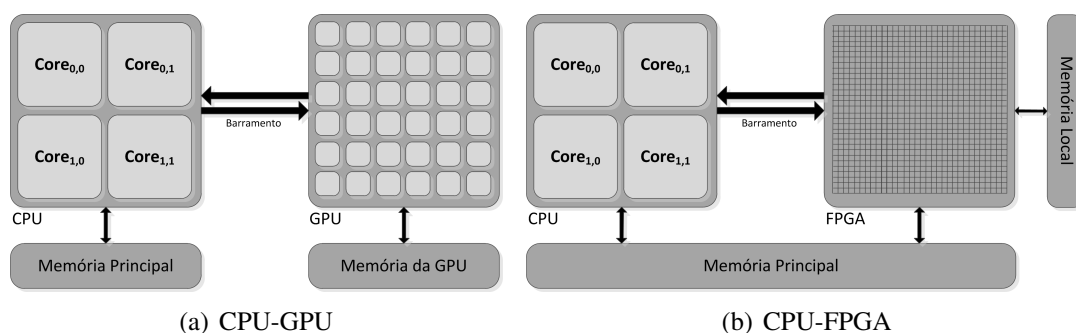 Core0,0 Core0,1
Barramento
Core1,0 Core1,1
CPU GPU
Memória Principal Memória da GPU
(a) CPU-GPU
Core0,0 Core0,1
Barramento
Core1,0 Core1,1
Memória Local
CPU FPGA
Memória Principal
(b) CPU-FPGA